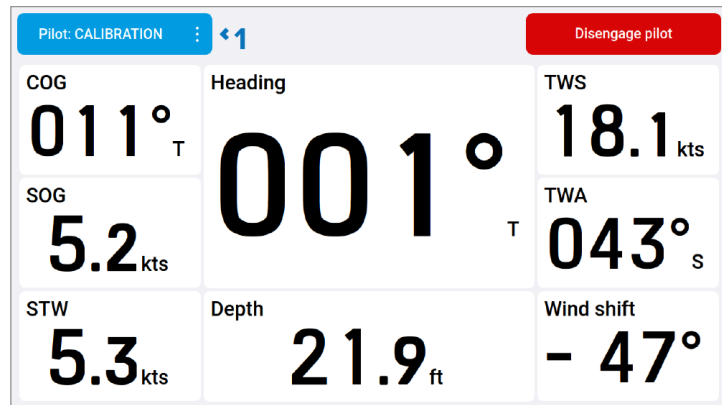 Pilot: CALIBRATION
1
Disengage pilot
COG
011° T
Heading
001° T
TWS
18.1 kts
SOG
5.2 kts
TWA
043° S
STW
5.3 kts
Depth
21.9 ft
Wind shift
- 47°